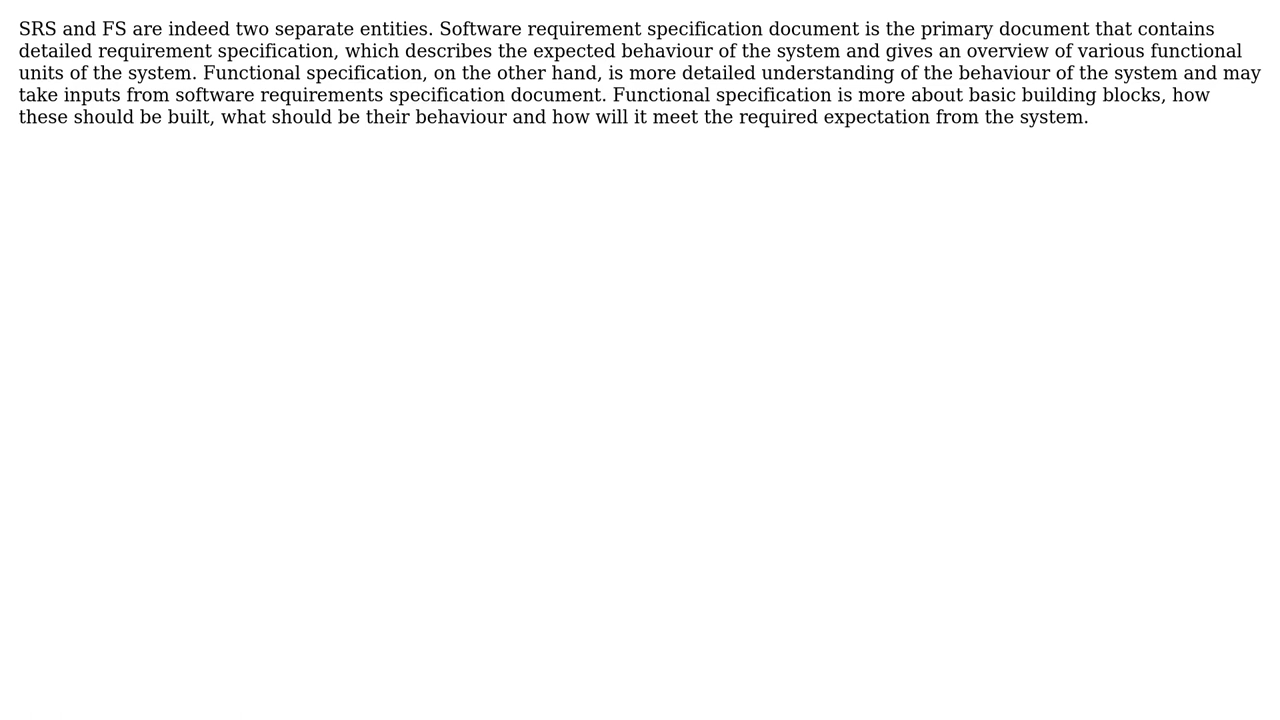 SRS and FS are indeed two separate entities. Software requirement specification document is the primary document that contains
detailed requirement specification, which describes the expected behaviour of the system and gives an overview of various functional
units of the system. Functional specification, on the other hand, is more detailed understanding of the behaviour of the system and may
take inputs from software requirements specification document. Functional specification is more about basic building blocks, how
these should be built, what should be their behaviour and how will it meet the required expectation from the system.